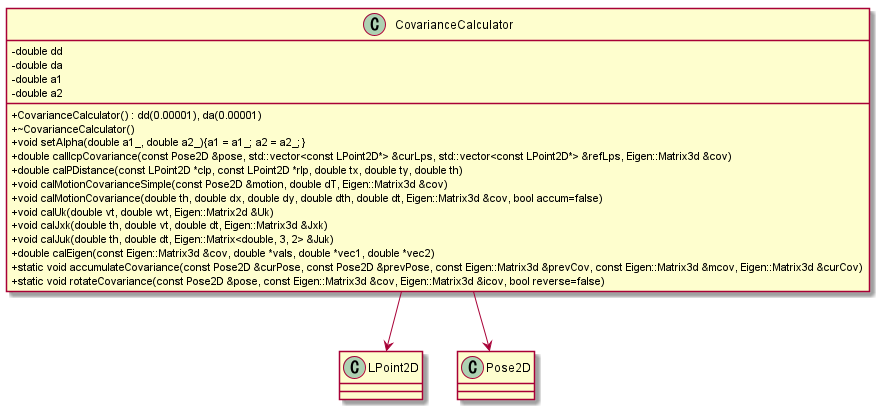 C CovarianceCalculator
-double dd
-double da
-double a1
-double a2
+CovarianceCalculator() : dd(0.00001), da(0.00001)
+~CovarianceCalculator()
+void setAlpha(double a1_, double a2_){a1 = a1_; a2 = a2_; }
+double calIcpCovariance(const Pose2D &pose, std::vector<const LPoint2D*> &curLps, std::vector<const LPoint2D*> &refLps, Eigen::Matrix3d &cov)
+double calPDistance(const LPoint2D *clp, const LPoint2D *rlp, double tx, double ty, double th)
+void calMotionCovarianceSimple(const Pose2D &motion, double dT, Eigen::Matrix3d &cov)
+void calMotionCovariance(double th, double dx, double dy, double dth, double dt, Eigen::Matrix3d &cov, bool accum=false)
+void calUk(double vt, double wt, Eigen::Matrix2d &Uk)
+void calJxk(double th, double vt, double dt, Eigen::Matrix3d &Jxk)
+void calJuk(double th, double dt, Eigen::Matrix<double, 3, 2> &Juk)
+double calEigen(const Eigen::Matrix3d &cov, double *vals, double *vec1, double *vec2)
+static void accumulateCovariance(const Pose2D &curPose, const Pose2D &prevPose, const Eigen::Matrix3d &prevCov, const Eigen::Matrix3d &mcov, Eigen::Matrix3d &curCov)
+static void rotateCovariance(const Pose2D &pose, const Eigen::Matrix3d &cov, Eigen::Matrix3d &icov, bool reverse=false)
C LPoint2D
C Pose2D